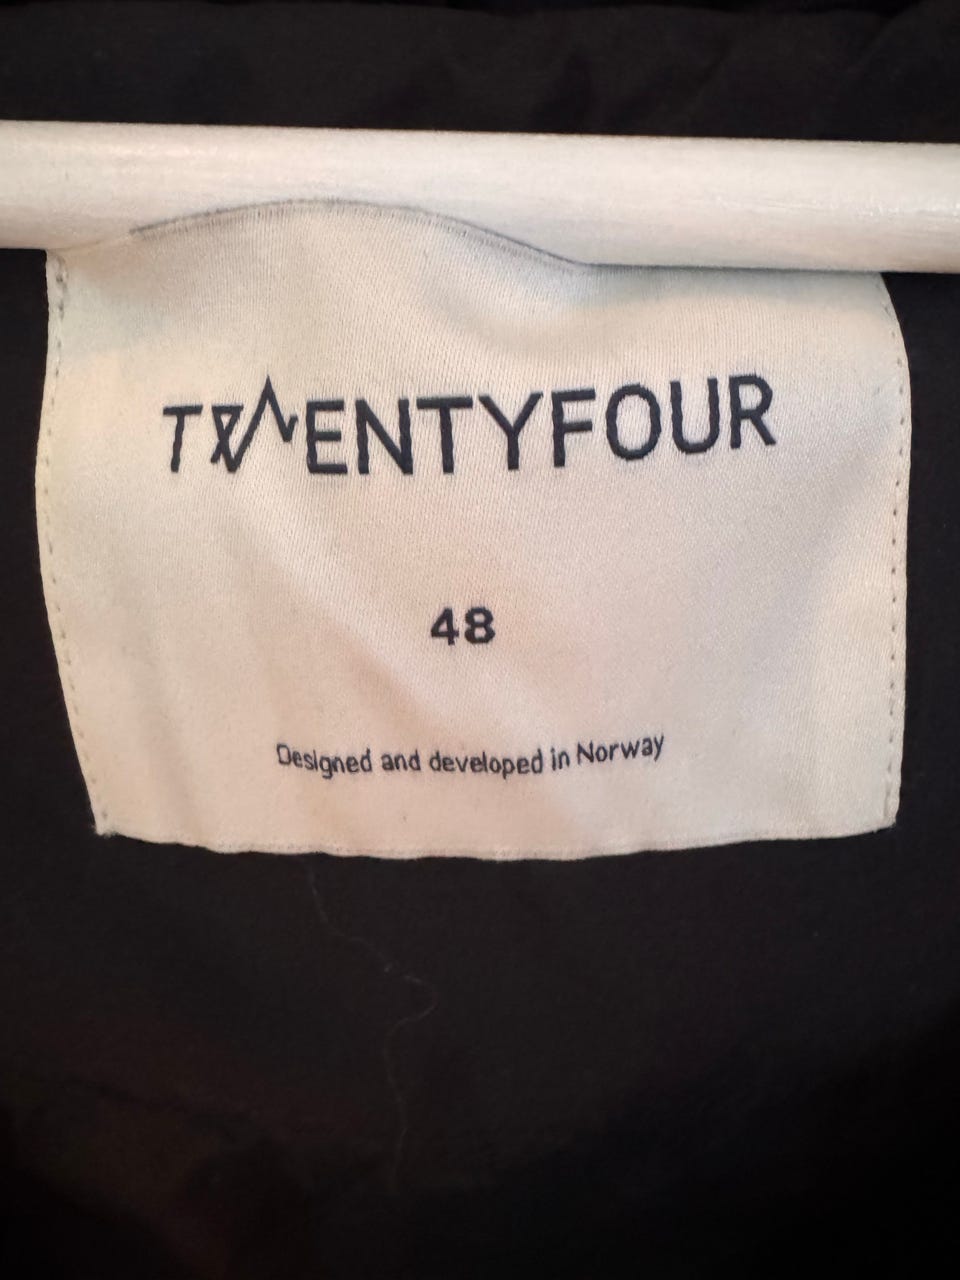 TWENTYFOUR
48
Designed and developed in Norway